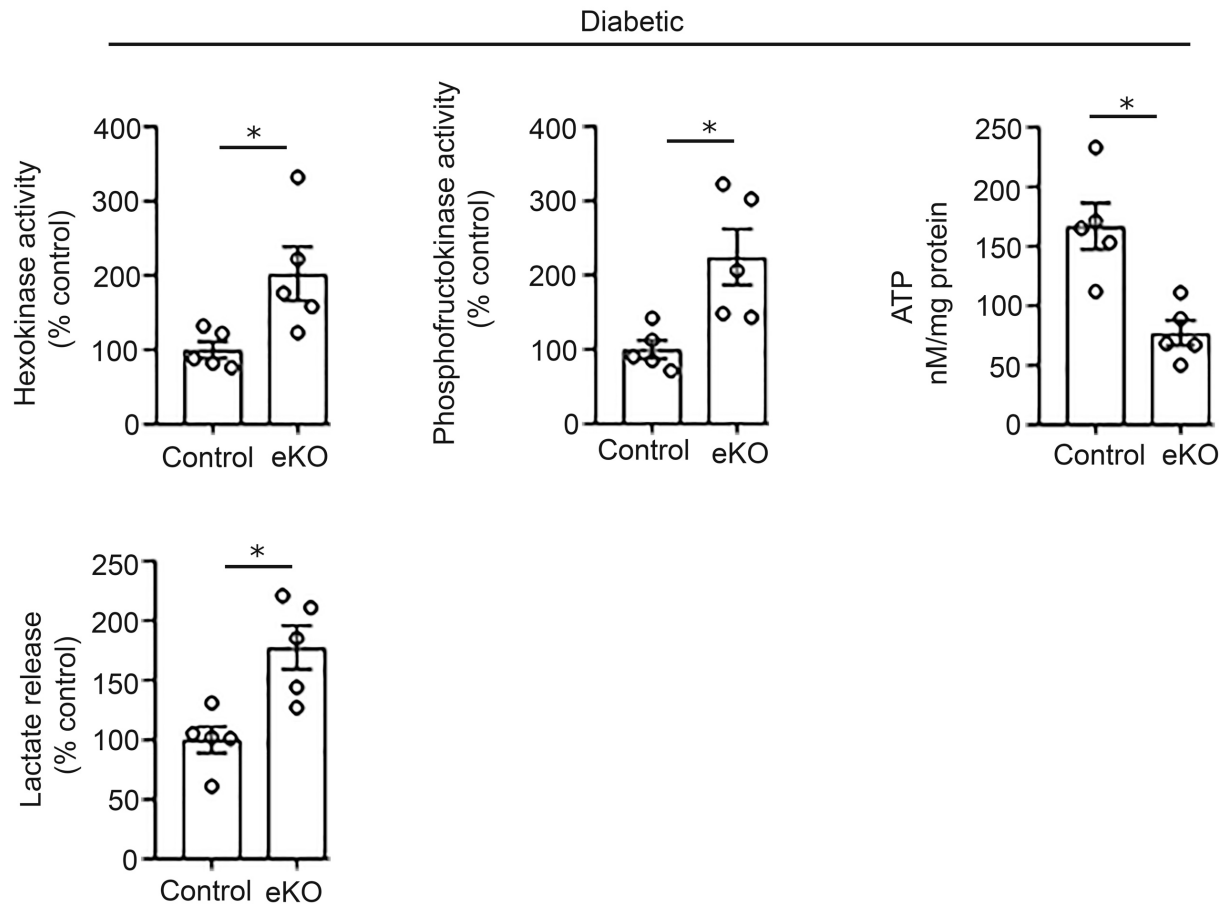 Diabetic
Hexokinase activity
(% control)
400
300
200
100
0
*
Control eKO
Phosphofructokinase activity
(% control)
400
300
200
100
0
*
Control eKO
ATP
nM/mg protein
250
200
150
100
50
0
*
Control eKO
Lactate release
(% control)
250
200
150
100
50
0
*
Control eKO